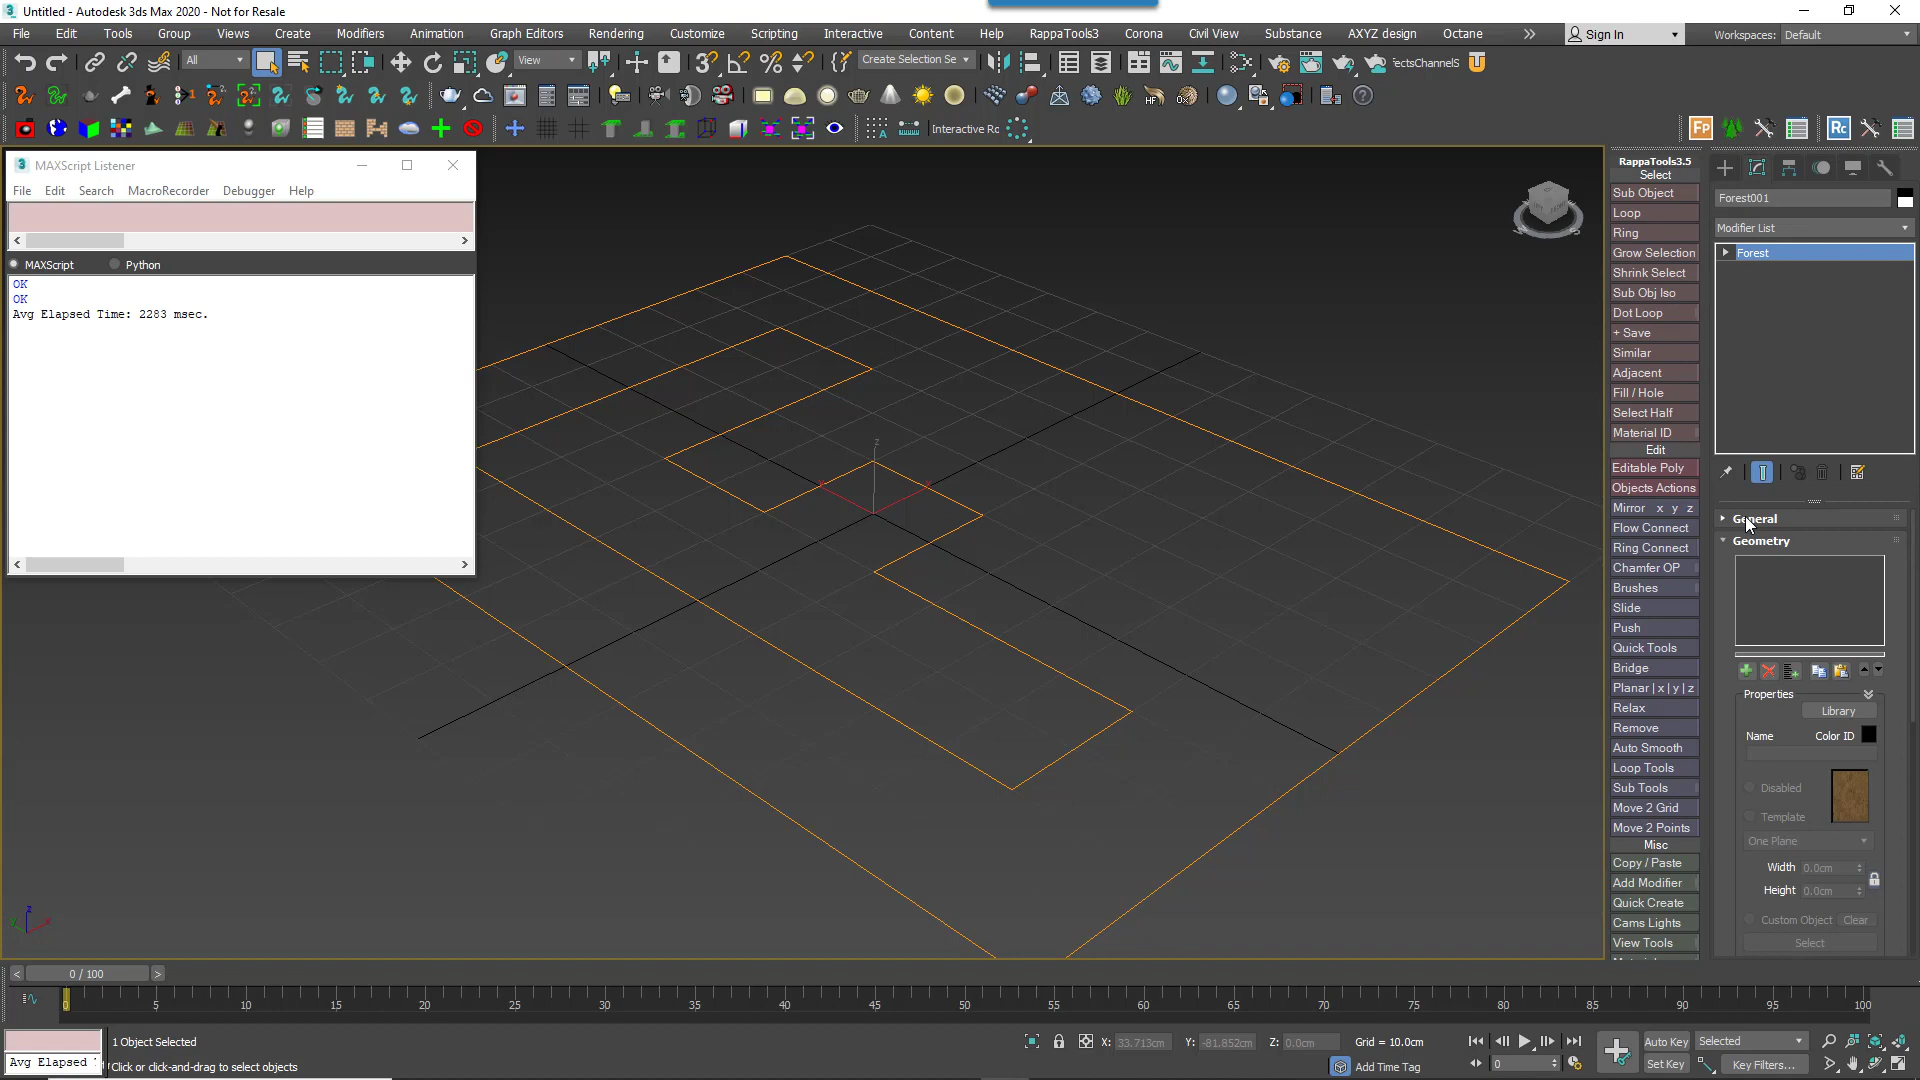 Untitled - Autodesk 3ds Max 2020 - Not for Resale
File Edit Tools Group Views Create Modifiers Animation Graph Editors Rendering Customize Scripting Interactive Content Help RappaTools3 Corona Civil View Substance AXYZ design Octane Sign In Workspaces: Default
All View Create Selection Se fectsChannelS
Interactive Rc
MAXScript Listener
File Edit Search MacroRecorder Debugger Help
MAXScript Python
OK
OK
Avg Elapsed Time: 2283 msec.
RappaTools3.5
Select
Sub Object
Loop
Ring
Grow Selection
Shrink Select
Sub Obj Iso
Dot Loop
+ Save
Similar
Adjacent
Fill / Hole
Select Half
Material ID
Edit
Editable Poly
Objects Actions
Mirror x y z
Flow Connect
Ring Connect
Chamfer OP
Brushes
Slide
Push
Quick Tools
Bridge
Planar | x | y | z
Relax
Remove
Auto Smooth
Loop Tools
Sub Tools
Move 2 Grid
Move 2 Points
Misc
Copy / Paste
Add Modifier
Quick Create
Cams Lights
View Tools
Forest001
Modifier List
Forest
General
Geometry
Properties
Library
Name Color ID
Disabled
Template
One Plane
Width 0.0cm
Height 0.0cm
Custom Object Clear
Select
0 / 100
0 5 10 15 20 25 30 35 40 45 50 55 60 65 70 75 80 85 90 95 100
1 Object Selected X: 33.713cm Y: -81.852cm Z: 0.0cm Grid = 10.0cm Auto Key Selected
Avg Elapsed Click or click-and-drag to select objects Add Time Tag 0 Set Key Key Filters...